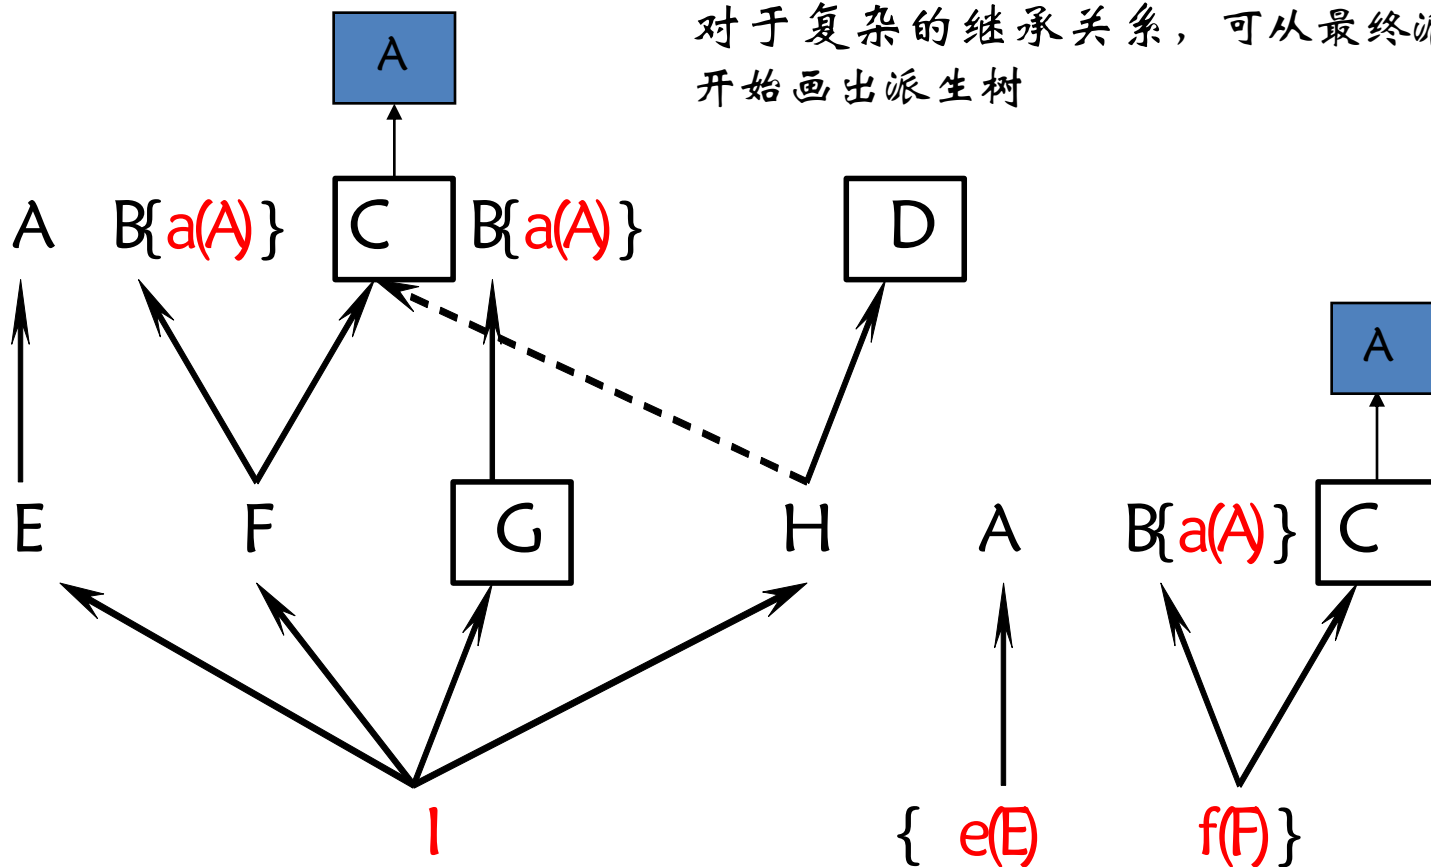 对于复杂的继承关系，可从最终派
开始画出派生树
A
A B{a(A)} C B{a(A)} D
A
E F G H A B{a(A)} C
I { e(E) f(F)}